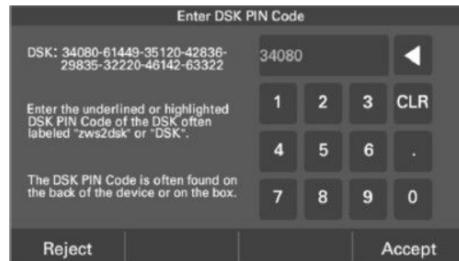 Enter DSK PIN Code
DSK: 34080-61449-35120-42836-
29835-32220-46142-63322
34080
Enter the underlined or highlighted
DSK PIN Code of the DSK often
labeled "zws2dsk" or "DSK".
The DSK PIN Code is often found on
the back of the device or on the box.
1 2 3 CLR
4 5 6 .
7 8 9 0
Reject Accept